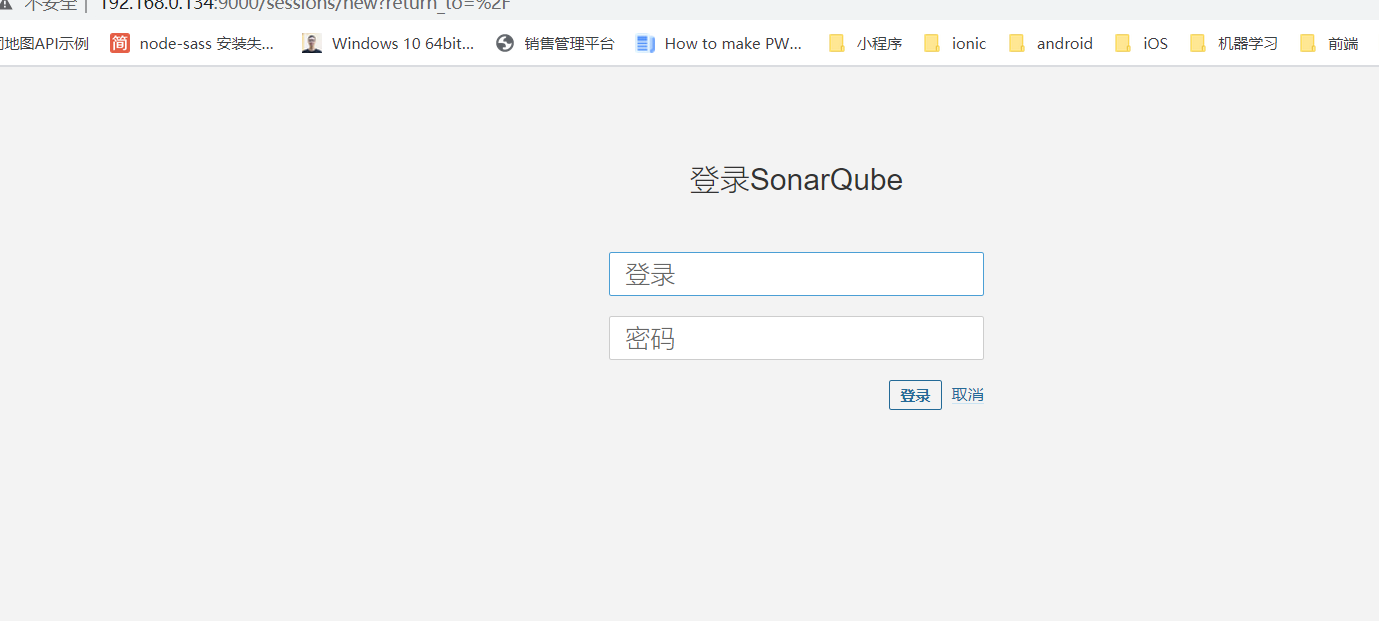 不安全 | 192.168.0.134:9000/sessions/new?return_to=%2F
地图API示例 简 node-sass 安装失... Windows 10 64bit... 销售管理平台 How to make PW... 小程序 ionic android iOS 机器学习 前端
登录SonarQube
登录
密码
登录 取消